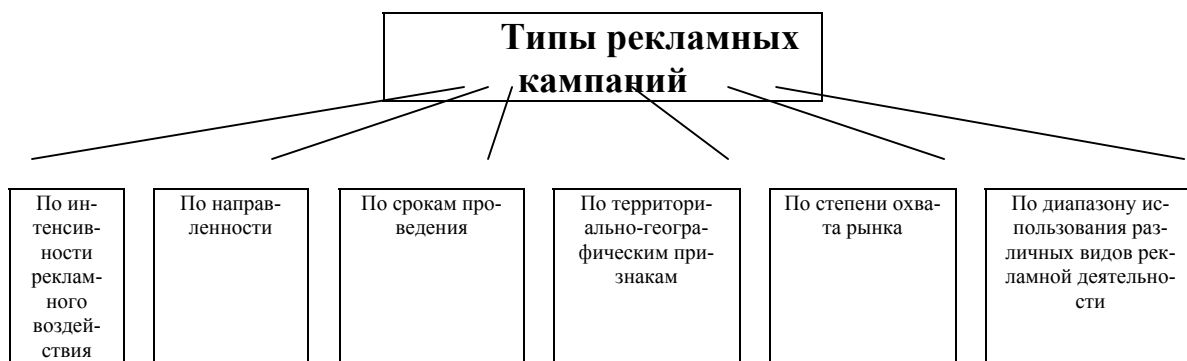 Типы рекламных
кампаний
По ин-
тенсив-
ности
реклам-
ного
воздей-
ствия
По направ-
ленности
По срокам про-
ведения
По территори-
ально-геогра-
фическим при-
знакам
По степени охва-
та рынка
По диапазону ис-
пользования раз-
личных видов рек-
ламной деятельно-
сти